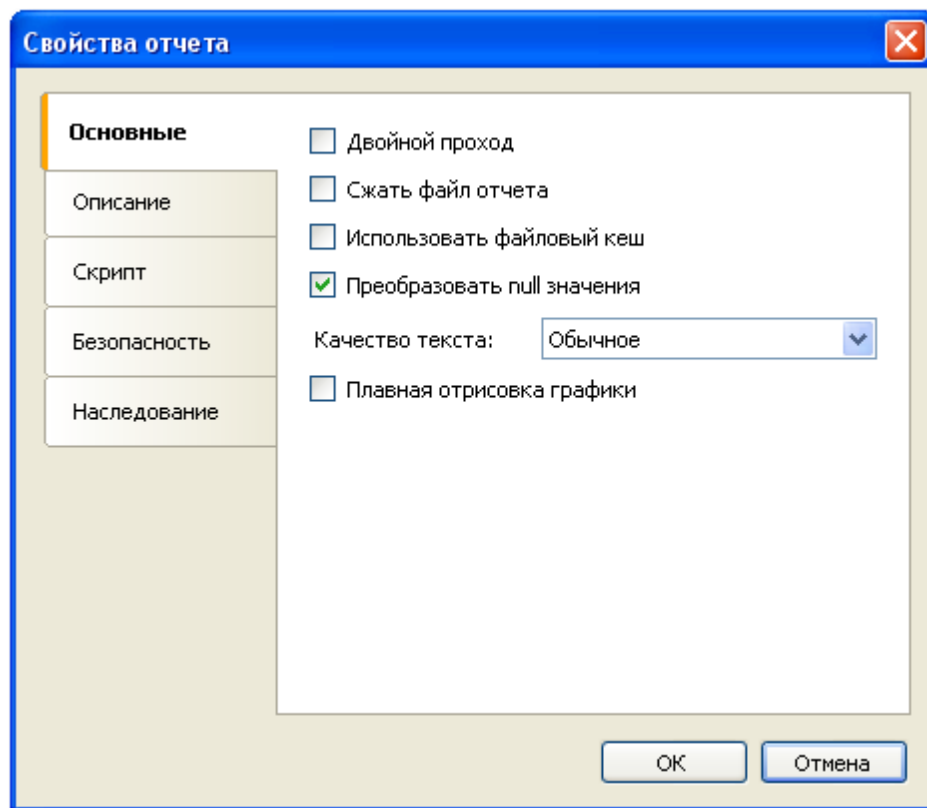 Свойства отчета
Основные
Описание
Скрипт
Безопасность
Наследование
Двойной проход
Сжать файл отчета
Использовать файловый кеш
Преобразовать null значения
Качество текста: Обычное
Плавная отрисовка графики
ОК Отмена